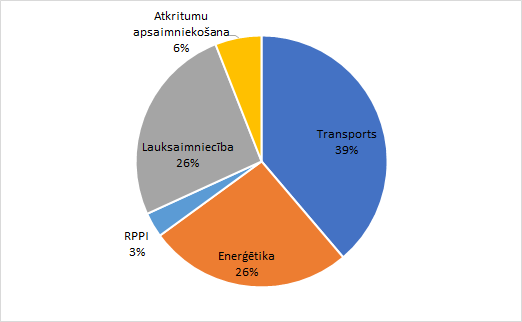 Atkritumu
apsaimniekošana
6%
Transports
39%
Lauksaimniecība
26%
RPPI
3%
Enerģētika
26%